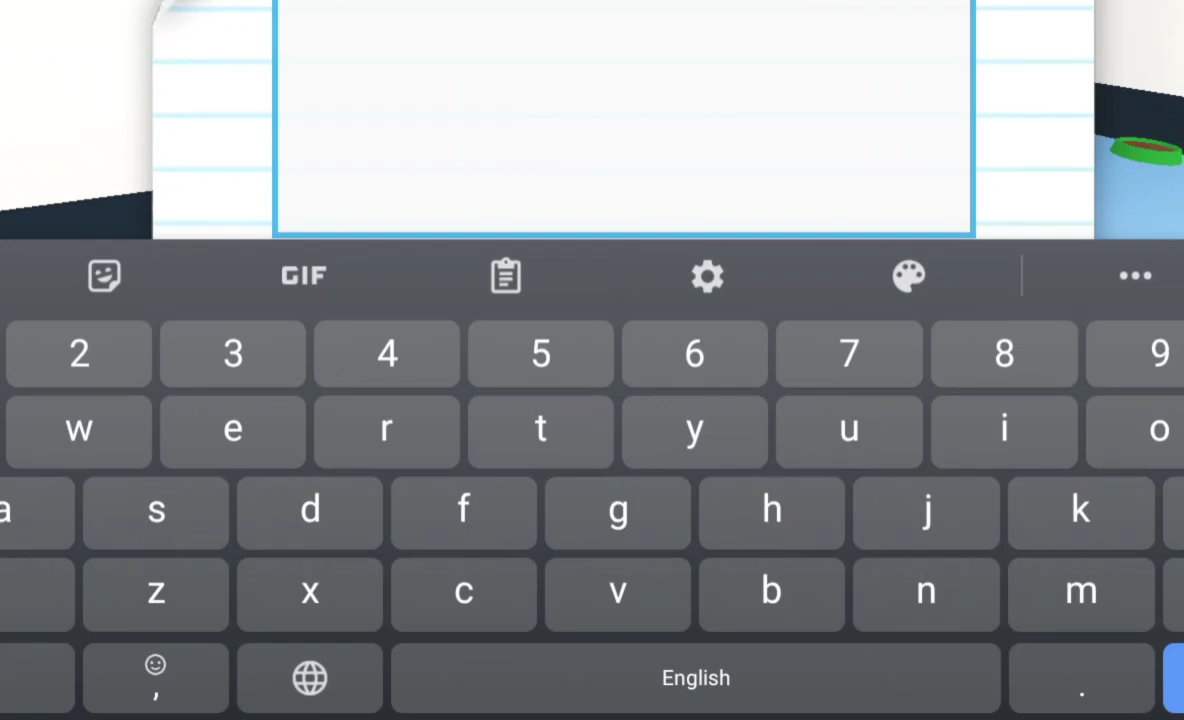 GIF
2 3 4 5 6 7 8 9
w e r t y u i o
a s d f g h j k
z x c v b n m
, English .